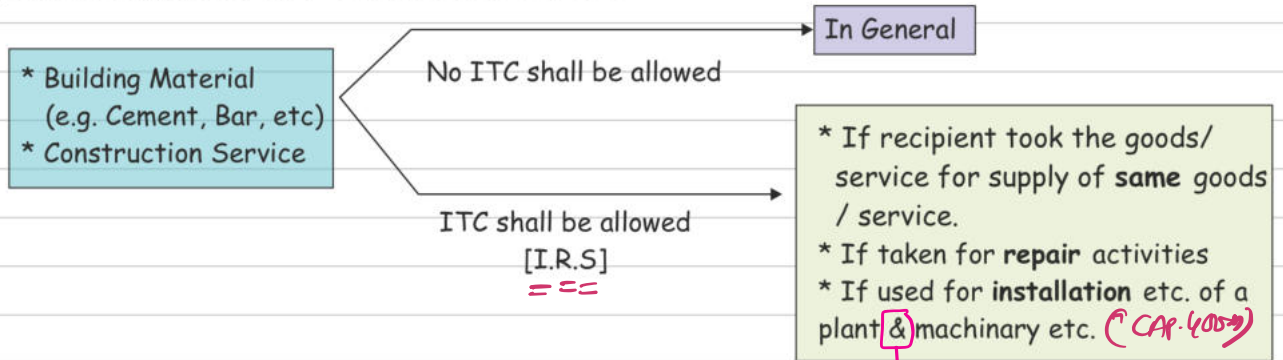 In General
* Building Material
(e.g. Cement, Bar, etc)
* Construction Service
No ITC shall be allowed
ITC shall be allowed
[I.R.S]
* If recipient took the goods/
service for supply of same goods
/ service.
* If taken for repair activities
* If used for installation etc. of a
plant & machinary etc.